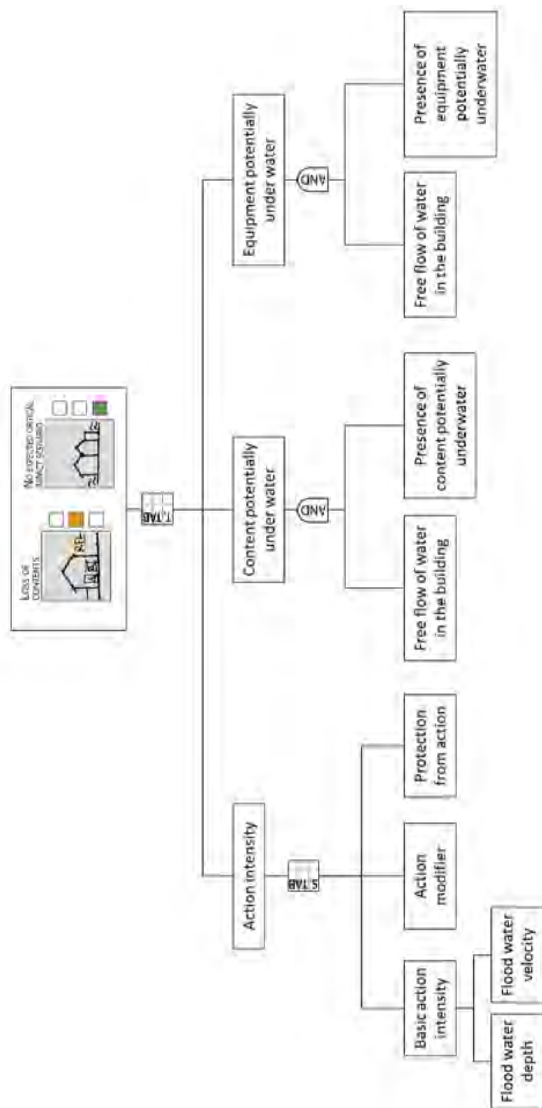 LOSS OF
CONTENTS
NO EXPECTED CRITICAL
IMPACT SCENARIO
T. TAB
Action intensity
Content potentially
under water
Equipment potentially
under water
S. TAB
AND
AND
Basic action
intensity
Action
modifier
Protection
from action
Free flow of water
in the building
Presence of
content potentially
underwater
Free flow of water
in the building
Presence of
equipment
potentially
underwater
Flood water
depth
Flood water
velocity